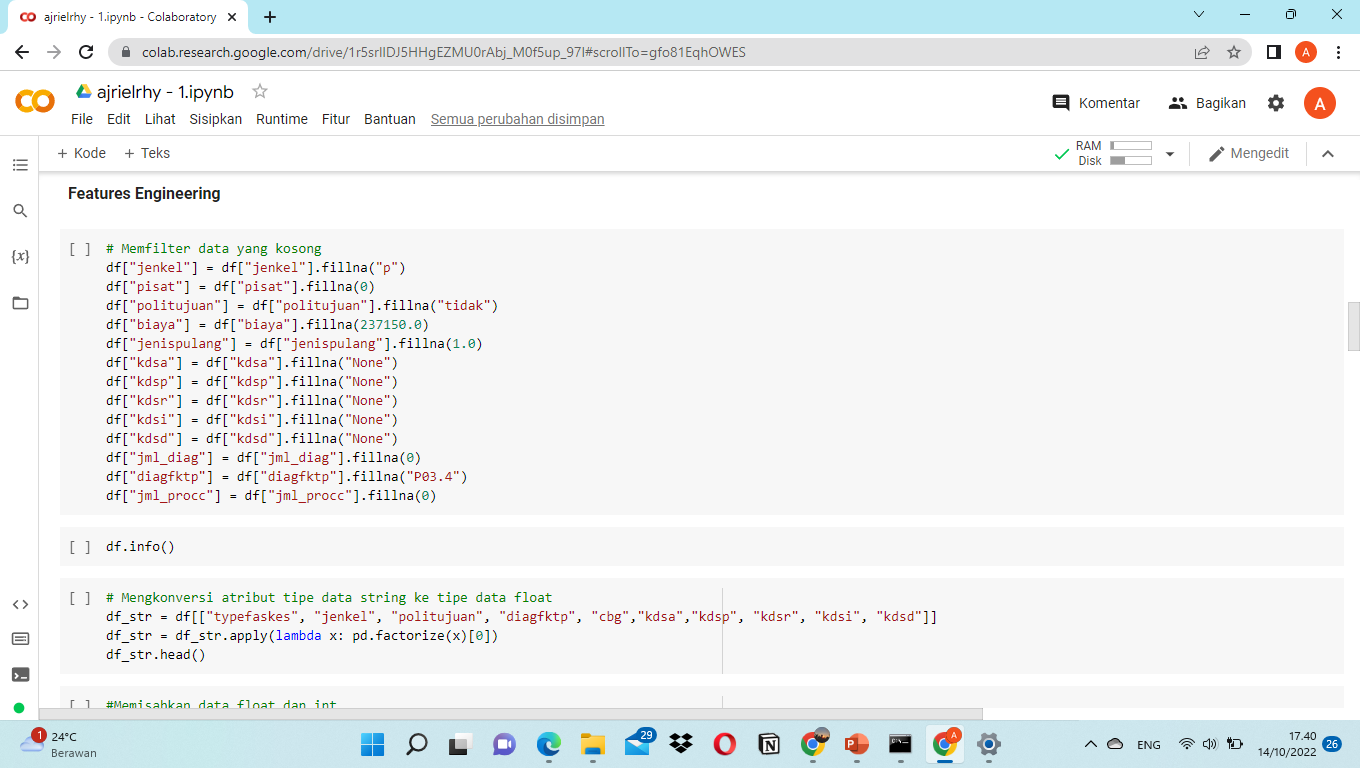 ajrielrhy - 1.ipynb - Colaboratory
colab.research.google.com/drive/1r5srIIDJ5HHgEZMU0rAbj_M0f5up_97I#scrollTo=gfo81EqhOWES
A
ajrielrhy - 1.ipynb
Komentar
Bagikan
A
File Edit Lihat Sisipkan Runtime Fitur Bantuan Semua perubahan disimpan
+ Kode + Teks
RAM
Disk
Mengedit
Features Engineering
{x}
[ ] # Memfilter data yang kosong
df["jenkel"] = df["jenkel"].fillna("p")
df["pisat"] = df["pisat"].fillna(0)
df["politujuan"] = df["politujuan"].fillna("tidak")
df["biaya"] = df["biaya"].fillna(237150.0)
df["jenispulang"] = df["jenispulang"].fillna(1.0)
df["kdsa"] = df["kdsa"].fillna("None")
df["kdsp"] = df["kdsp"].fillna("None")
df["kdsr"] = df["kdsr"].fillna("None")
df["kdsi"] = df["kdsi"].fillna("None")
df["kdsd"] = df["kdsd"].fillna("None")
df["jml_diag"] = df["jml_diag"].fillna(0)
df["diagfktp"] = df["diagfktp"].fillna("P03.4")
df["jml_procc"] = df["jml_procc"].fillna(0)
[ ] df.info()
[ ] # Mengkonversi atribut tipe data string ke tipe data float
df_str = df[["typefaskes", "jenkel", "politujuan", "diagfktp", "cbg","kdsa","kdsp", "kdsr", "kdsi", "kdsd"]]
df_str = df_str.apply(lambda x: pd.factorize(x)[0])
df_str.head()
[ ] #Memisahkan data float dan int
1
24°C
Berawan
29
A
ENG
17.40
14/10/2022
26